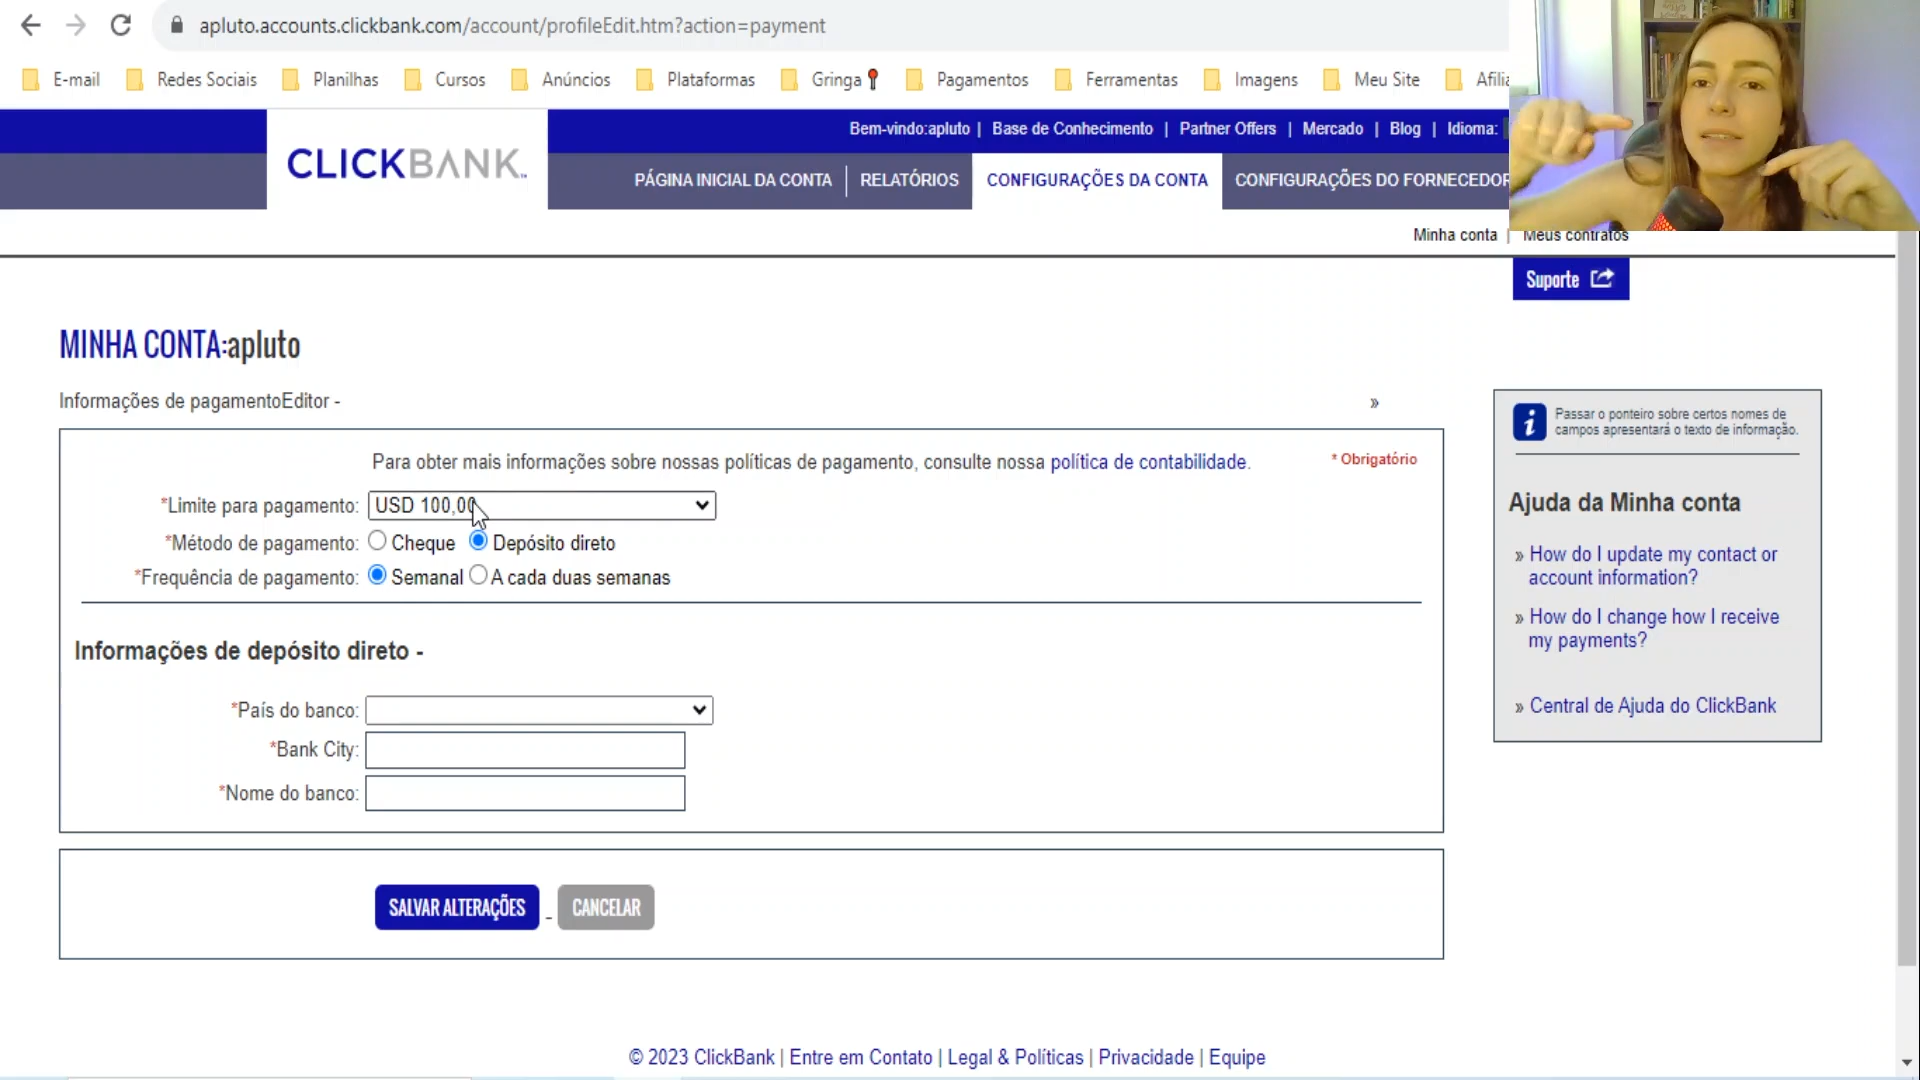 apluto.accounts.clickbank.com/account/profileEdit.htm?action=payment
E-mail Redes Sociais Planilhas Cursos Anúncios Plataformas Gringa Pagamentos Ferramentas Imagens Meu Site Afilia
Bem-vindo:apluto | Base de Conhecimento | Partner Offers | Mercado | Blog | Idioma:
CLICKBANK
PÁGINA INICIAL DA CONTA | RELATÓRIOS CONFIGURAÇÕES DA CONTA CONFIGURAÇÕES DO FORNECEDOR
Minha conta | Meus contratos
Suporte
MINHA CONTA:apluto
Informações de pagamentoEditor - »
Para obter mais informações sobre nossas políticas de pagamento, consulte nossa política de contabilidade. * Obrigatório
*Limite para pagamento: USD 100,00
*Método de pagamento: Cheque Depósito direto
*Frequência de pagamento: Semanal A cada duas semanas
Informações de depósito direto -
*País do banco:
*Bank City:
*Nome do banco:
SALVAR ALTERAÇÕES - CANCELAR
i Passar o ponteiro sobre certos nomes de
campos apresentará o texto de informação.
Ajuda da Minha conta
» How do I update my contact or
account information?
» How do I change how I receive
my payments?
» Central de Ajuda do ClickBank
© 2023 ClickBank | Entre em Contato | Legal & Políticas | Privacidade | Equipe